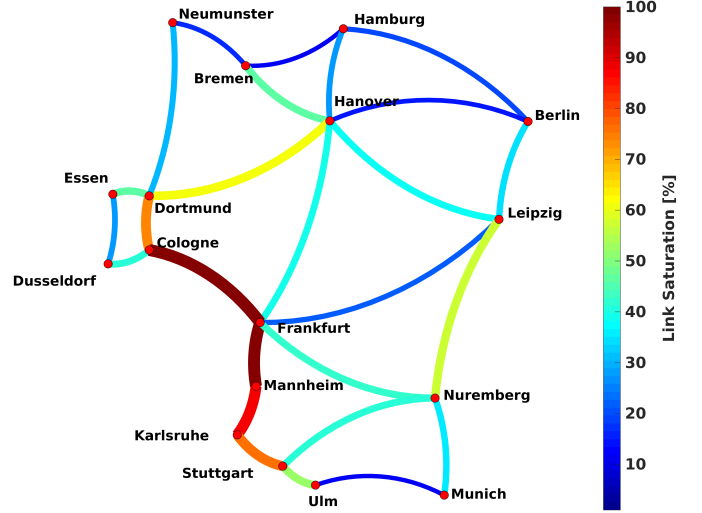 Neumunster
Hamburg
Bremen
Hanover
Berlin
Essen
Dortmund
Leipzig
Cologne
Dusseldorf
Frankfurt
Mannheim
Nuremberg
Karlsruhe
Stuttgart
Ulm
Munich
100
90
80
70
60
50
40
30
20
10
Link Saturation [%]